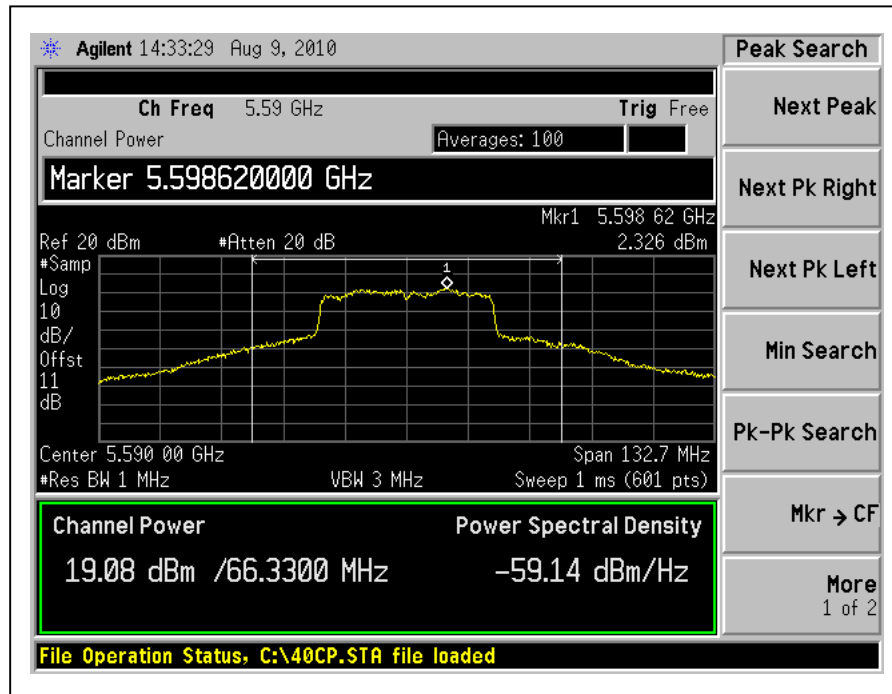 Agilent 14:33:29 Aug 9, 2010
Peak Search
Ch Freq 5.59 GHz Trig Free
Channel Power Averages: 100
Marker 5.598620000 GHz
Mkr1 5.598 62 GHz
Ref 20 dBm #Atten 20 dB 2.326 dBm
#Samp
Log
10
dB/
Offst
11
dB
1
Center 5.590 00 GHz Span 132.7 MHz
#Res BW 1 MHz VBW 3 MHz Sweep 1 ms (601 pts)
Channel Power Power Spectral Density
19.08 dBm /66.3300 MHz -59.14 dBm/Hz
File Operation Status, C:\40CP.STA file loaded
Next Peak
Next Pk Right
Next Pk Left
Min Search
Pk-Pk Search
Mkr → CF
More
1 of 2